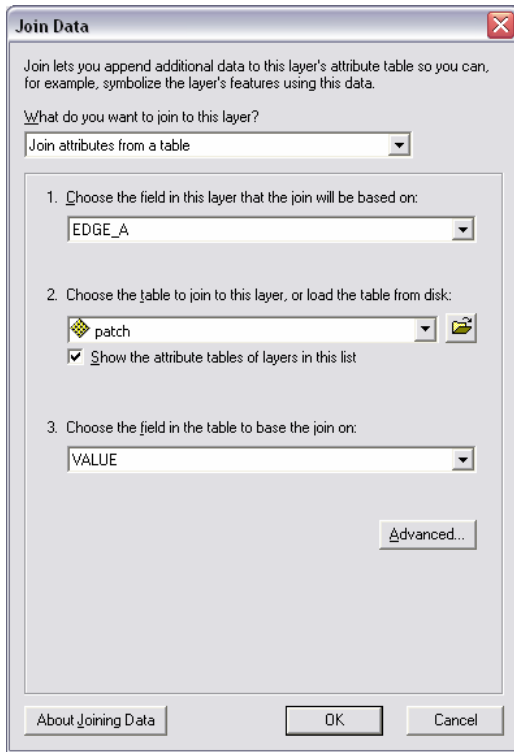 Join Data
Join lets you append additional data to this layer's attribute table so you can,
for example, symbolize the layer's features using this data.
What do you want to join to this layer?
Join attributes from a table
1. Choose the field in this layer that the join will be based on:
EDGE_A
2. Choose the table to join to this layer, or load the table from disk:
patch
Show the attribute tables of layers in this list
3. Choose the field in the table to base the join on:
VALUE
Advanced...
About Joining Data OK Cancel